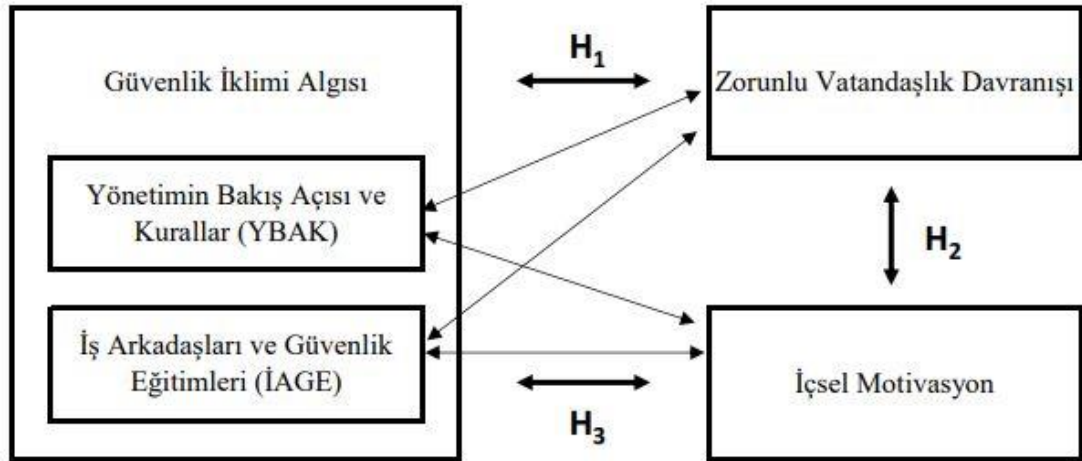 Güvenlik İklimi Algısı
Yönetimin Bakış Açısı ve
Kurallar (YBAK)
İş Arkadaşları ve Güvenlik
Eğitimleri (İAGE)
H₁
Zorunlu Vatandaşlık Davranışı
H₂
H₃
İçsel Motivasyon